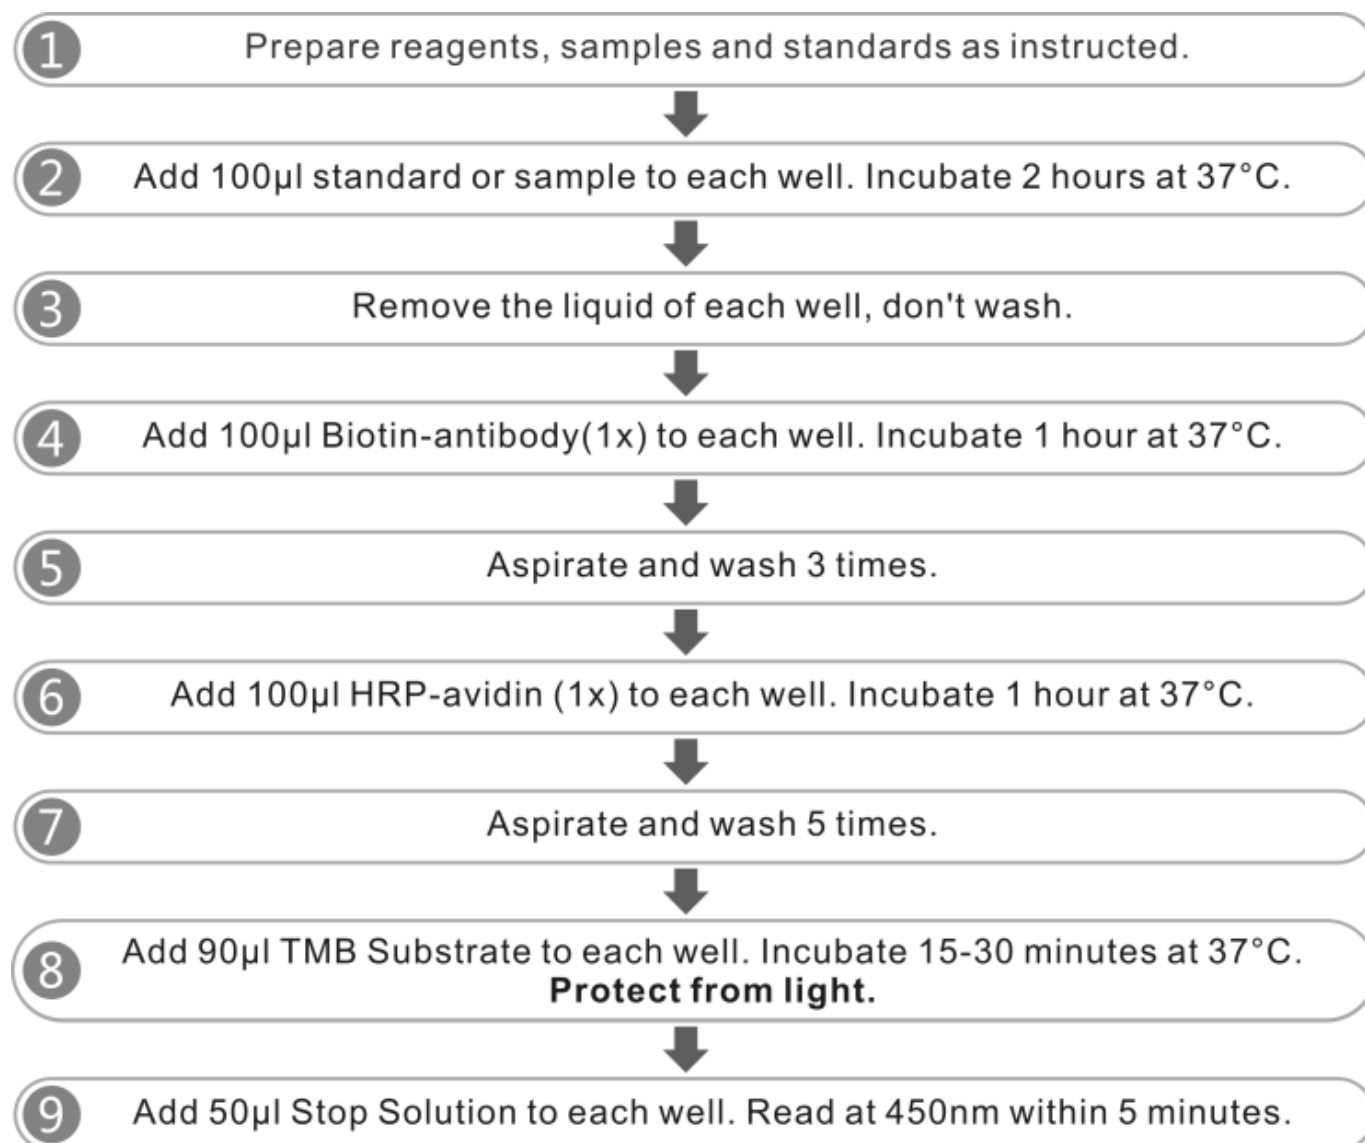 1 Prepare reagents, samples and standards as instructed.
2 Add 100μl standard or sample to each well. Incubate 2 hours at 37°C.
3 Remove the liquid of each well, don't wash.
4 Add 100μl Biotin-antibody(1x) to each well. Incubate 1 hour at 37°C.
5 Aspirate and wash 3 times.
6 Add 100μl HRP-avidin (1x) to each well. Incubate 1 hour at 37°C.
7 Aspirate and wash 5 times.
8 Add 90μl TMB Substrate to each well. Incubate 15-30 minutes at 37°C.
Protect from light.
9 Add 50μl Stop Solution to each well. Read at 450nm within 5 minutes.